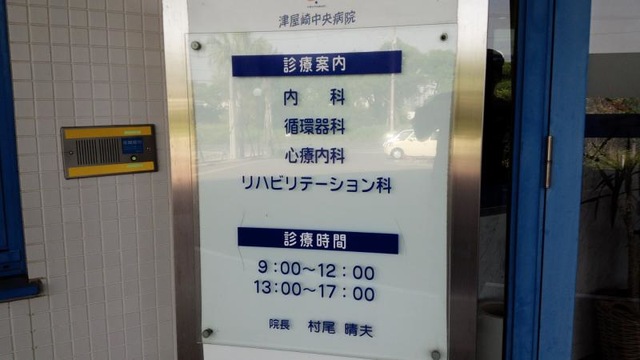 津屋崎中央病院
診療案内
内　科
循環器科
心療内科
リハビリテーション科
診療時間
9：00～12：00
13：00～17：00
院長　村尾 晴夫